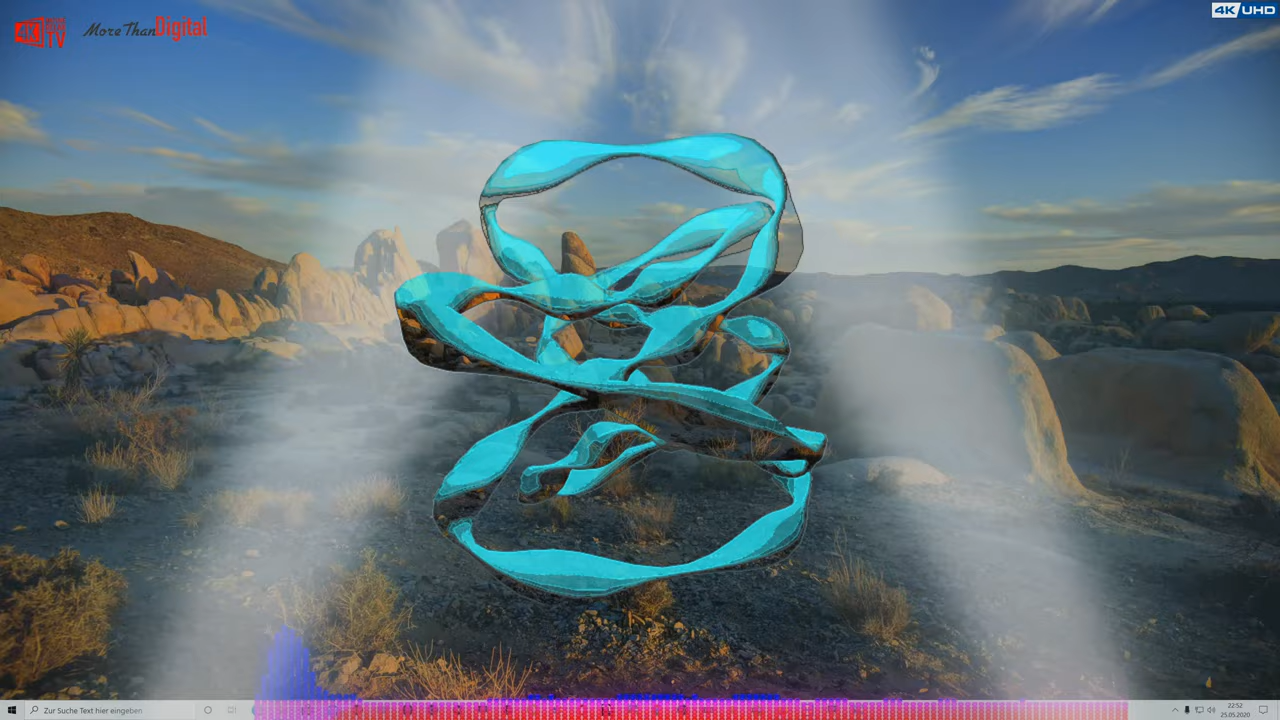 4K
TV
More Than Digital
4K UHD
Zur Suche Text hier eingeben
22:52
25.05.2020